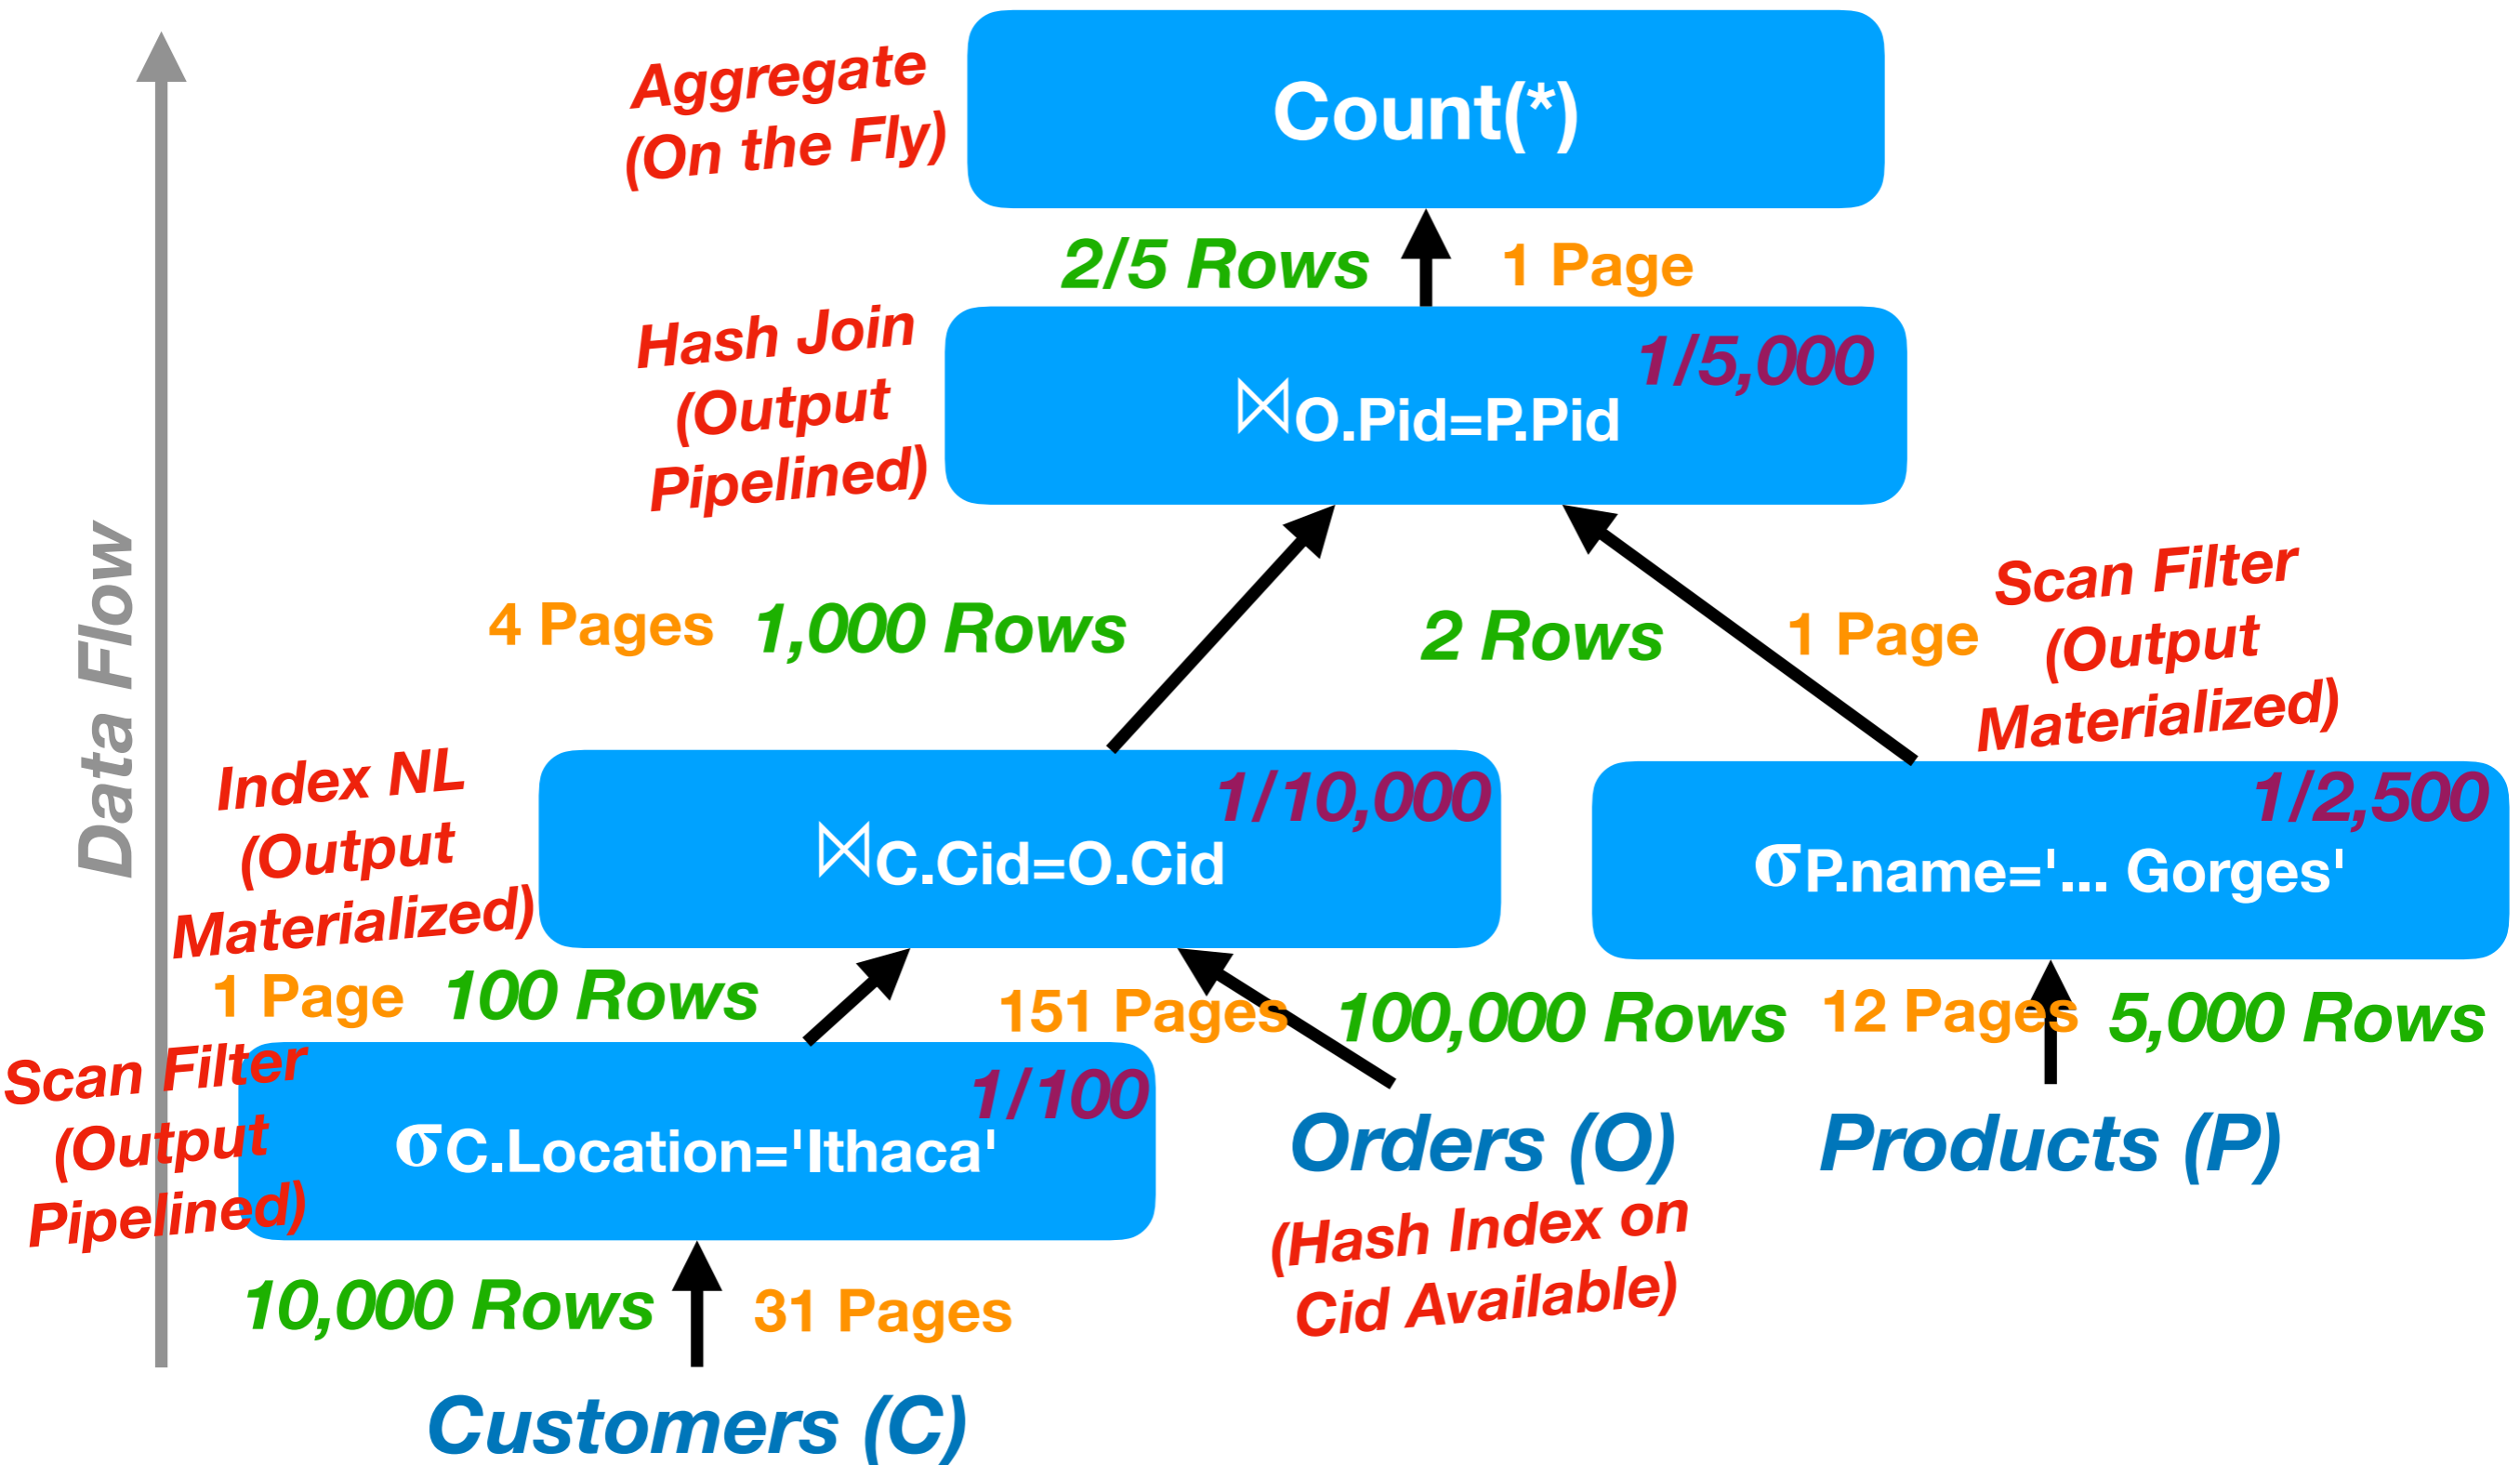 Aggregate
(On the Fly)
Count(*)
2/5 Rows
1 Page
Hash Join
(Output
Pipelined)
1/5,000
⋈O.Pid=P.Pid
Data Flow
4 Pages
1,000 Rows
2 Rows
1 Page
Scan Filter
(Output
Materialized)
Index NL
(Output
Materialized)
1/10,000
⋈C.Cid=O.Cid
1/2,500
σP.name='... Gorges'
1 Page
100 Rows
151 Pages
100,000 Rows
12 Pages
5,000 Rows
Scan Filter
(Output
Pipelined)
1/100
σC.Location='Ithaca'
Orders (O)
Products (P)
(Hash Index on
Cid Available)
10,000 Rows
31 Pages
Customers (C)